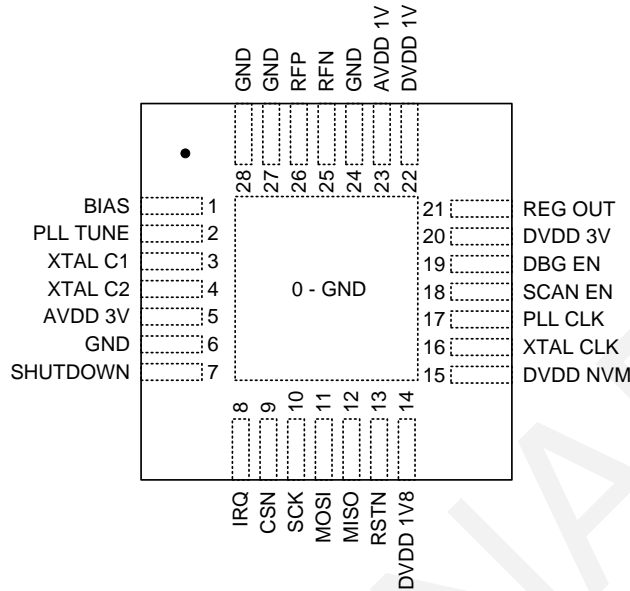 GND
GND
RFP
RFN
GND
AVDD 1V
DVDD 1V
28
27
26
25
24
23
22
BIAS 1
PLL TUNE 2
XTAL C1 3
XTAL C2 4
AVDD 3V 5
GND 6
SHUTDOWN 7
0 - GND
21 REG OUT
20 DVDD 3V
19 DBG EN
18 SCAN EN
17 PLL CLK
16 XTAL CLK
15 DVDD NVM
8
9
10
11
12
13
14
IRQ
CSN
SCK
MOSI
MISO
RSTN
DVDD 1V8